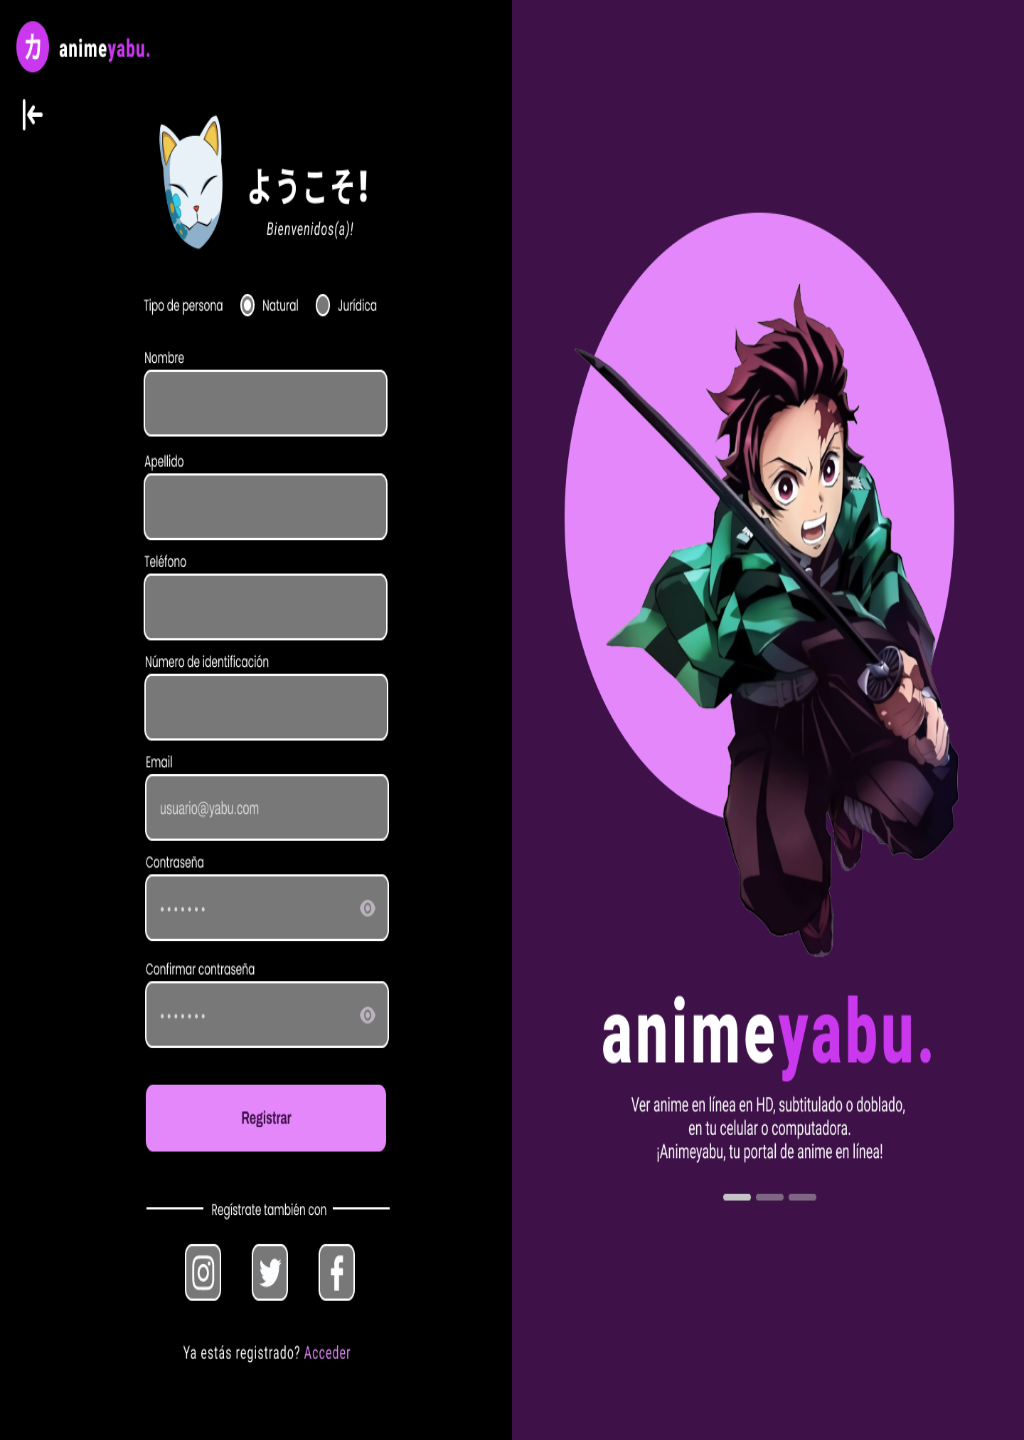 カ animeyabu.
ようこそ!
Bienvenidos(a)!
Tipo de persona Natural Jurídica
Nombre
Apellido
Teléfono
Número de identificación
Email
usuario@yabu.com
Contraseña
Confirmar contraseña
Registrar
Regístrate también con
Ya estás registrado? Acceder
animeyabu.
Ver anime en línea en HD, subtitulado o doblado,
en tu celular o computadora.
¡Animeyabu, tu portal de anime en línea!